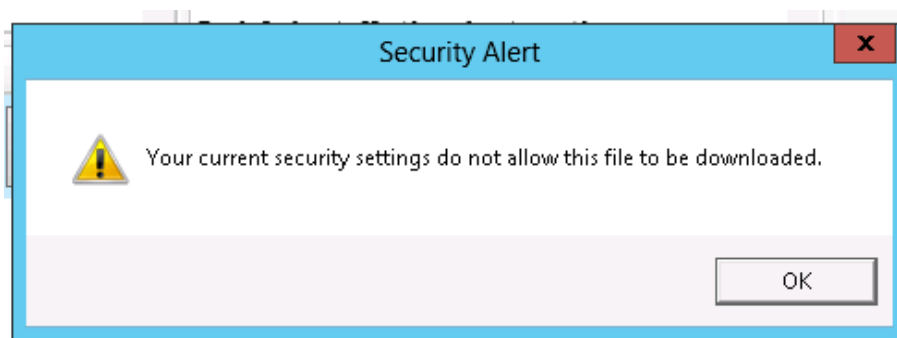 Security Alert
x
Your current security settings do not allow this file to be downloaded.
OK